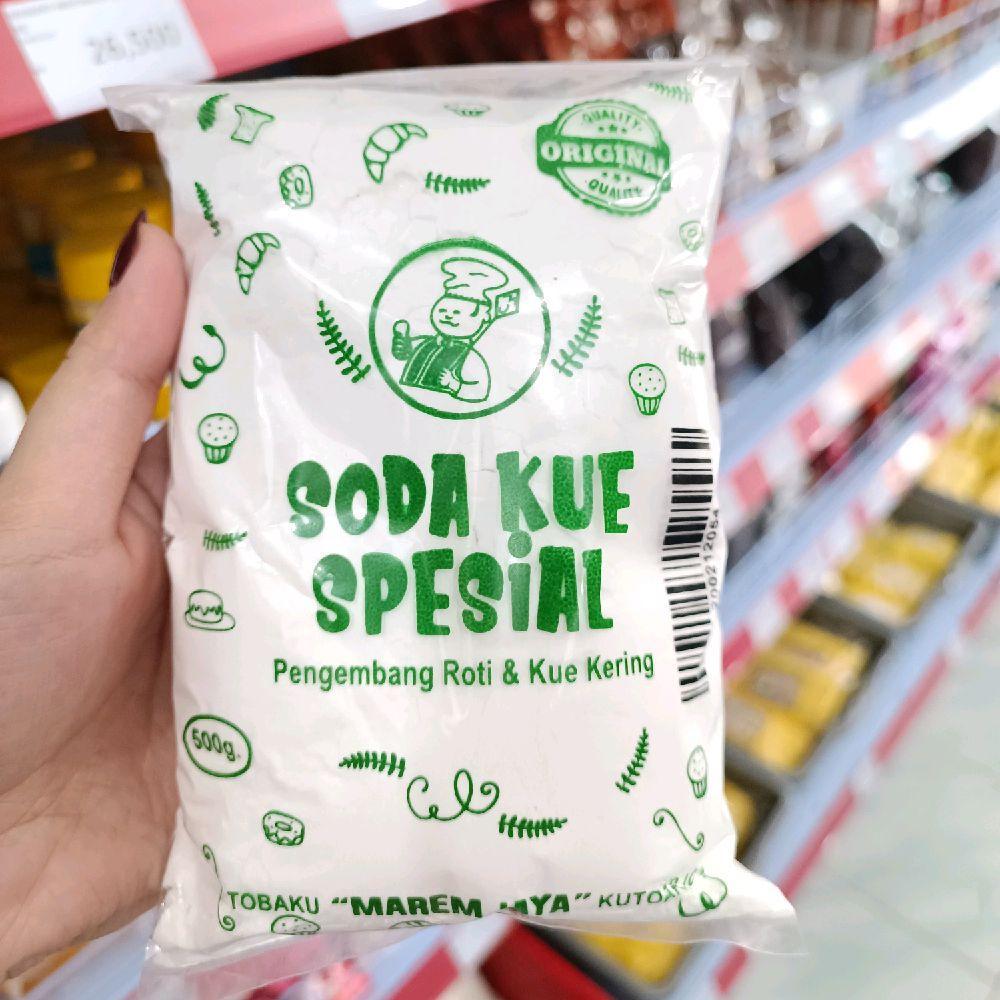 26,500
QUALITY
ORIGINAL
QUALITY
SODA KUE
SPESiAL
Pengembang Roti & Kue Kering
500g.
TOBAKU "MAREM